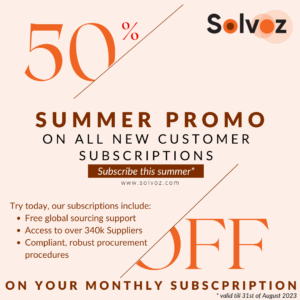 Solvoz
50%
SUMMER PROMO
ON ALL NEW CUSTOMER
SUBSCRIPTIONS
Subscribe this summer*
www.solvoz.com
Try today, our subscriptions include:
• Free global sourcing support
• Access to over 340k Suppliers
• Compliant, robust procurement
procedures
OFF
ON YOUR MONTHLY SUBSCPRIPTION
* valid till 31st of August 2023